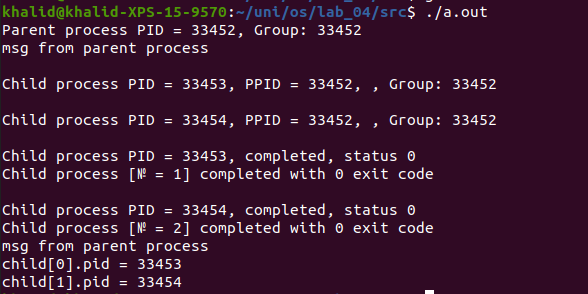 khalid@khalid-XPS-15-9570:~/uni/os/lab_04/src$ ./a.out
Parent process PID = 33452, Group: 33452
msg from parent process
Child process PID = 33453, PPID = 33452, , Group: 33452
Child process PID = 33454, PPID = 33452, , Group: 33452
Child process PID = 33453, completed, status 0
Child process [№ = 1] completed with 0 exit code
Child process PID = 33454, completed, status 0
Child process [№ = 2] completed with 0 exit code
msg from parent process
child[0].pid = 33453
child[1].pid = 33454